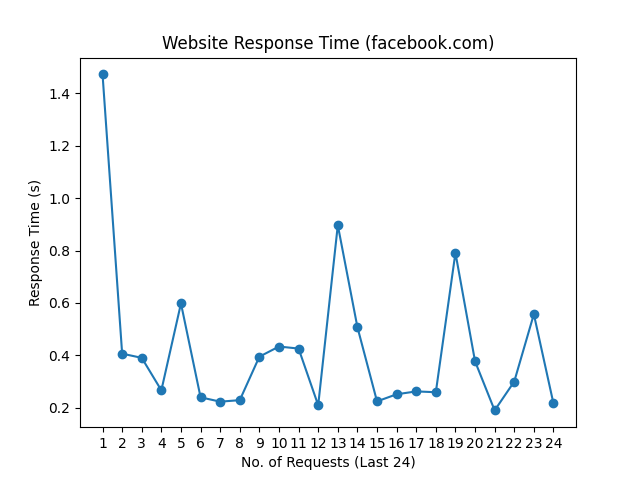 Website Response Time (facebook.com)
Response Time (s)
1.4
1.2
1.0
0.8
0.6
0.4
0.2
1 2 3 4 5 6 7 8 9 10 11 12 13 14 15 16 17 18 19 20 21 22 23 24
No. of Requests (Last 24)